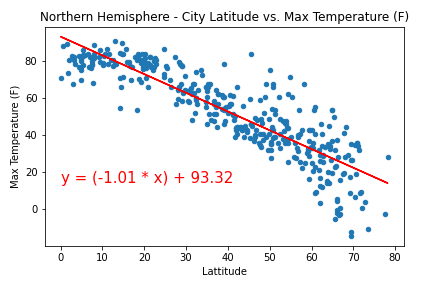 Northern Hemisphere - City Latitude vs. Max Temperature (F)
Max Temperature (F)
80
60
40
20
0
y = (-1.01 * x) + 93.32
0 10 20 30 40 50 60 70 80
Lattitude